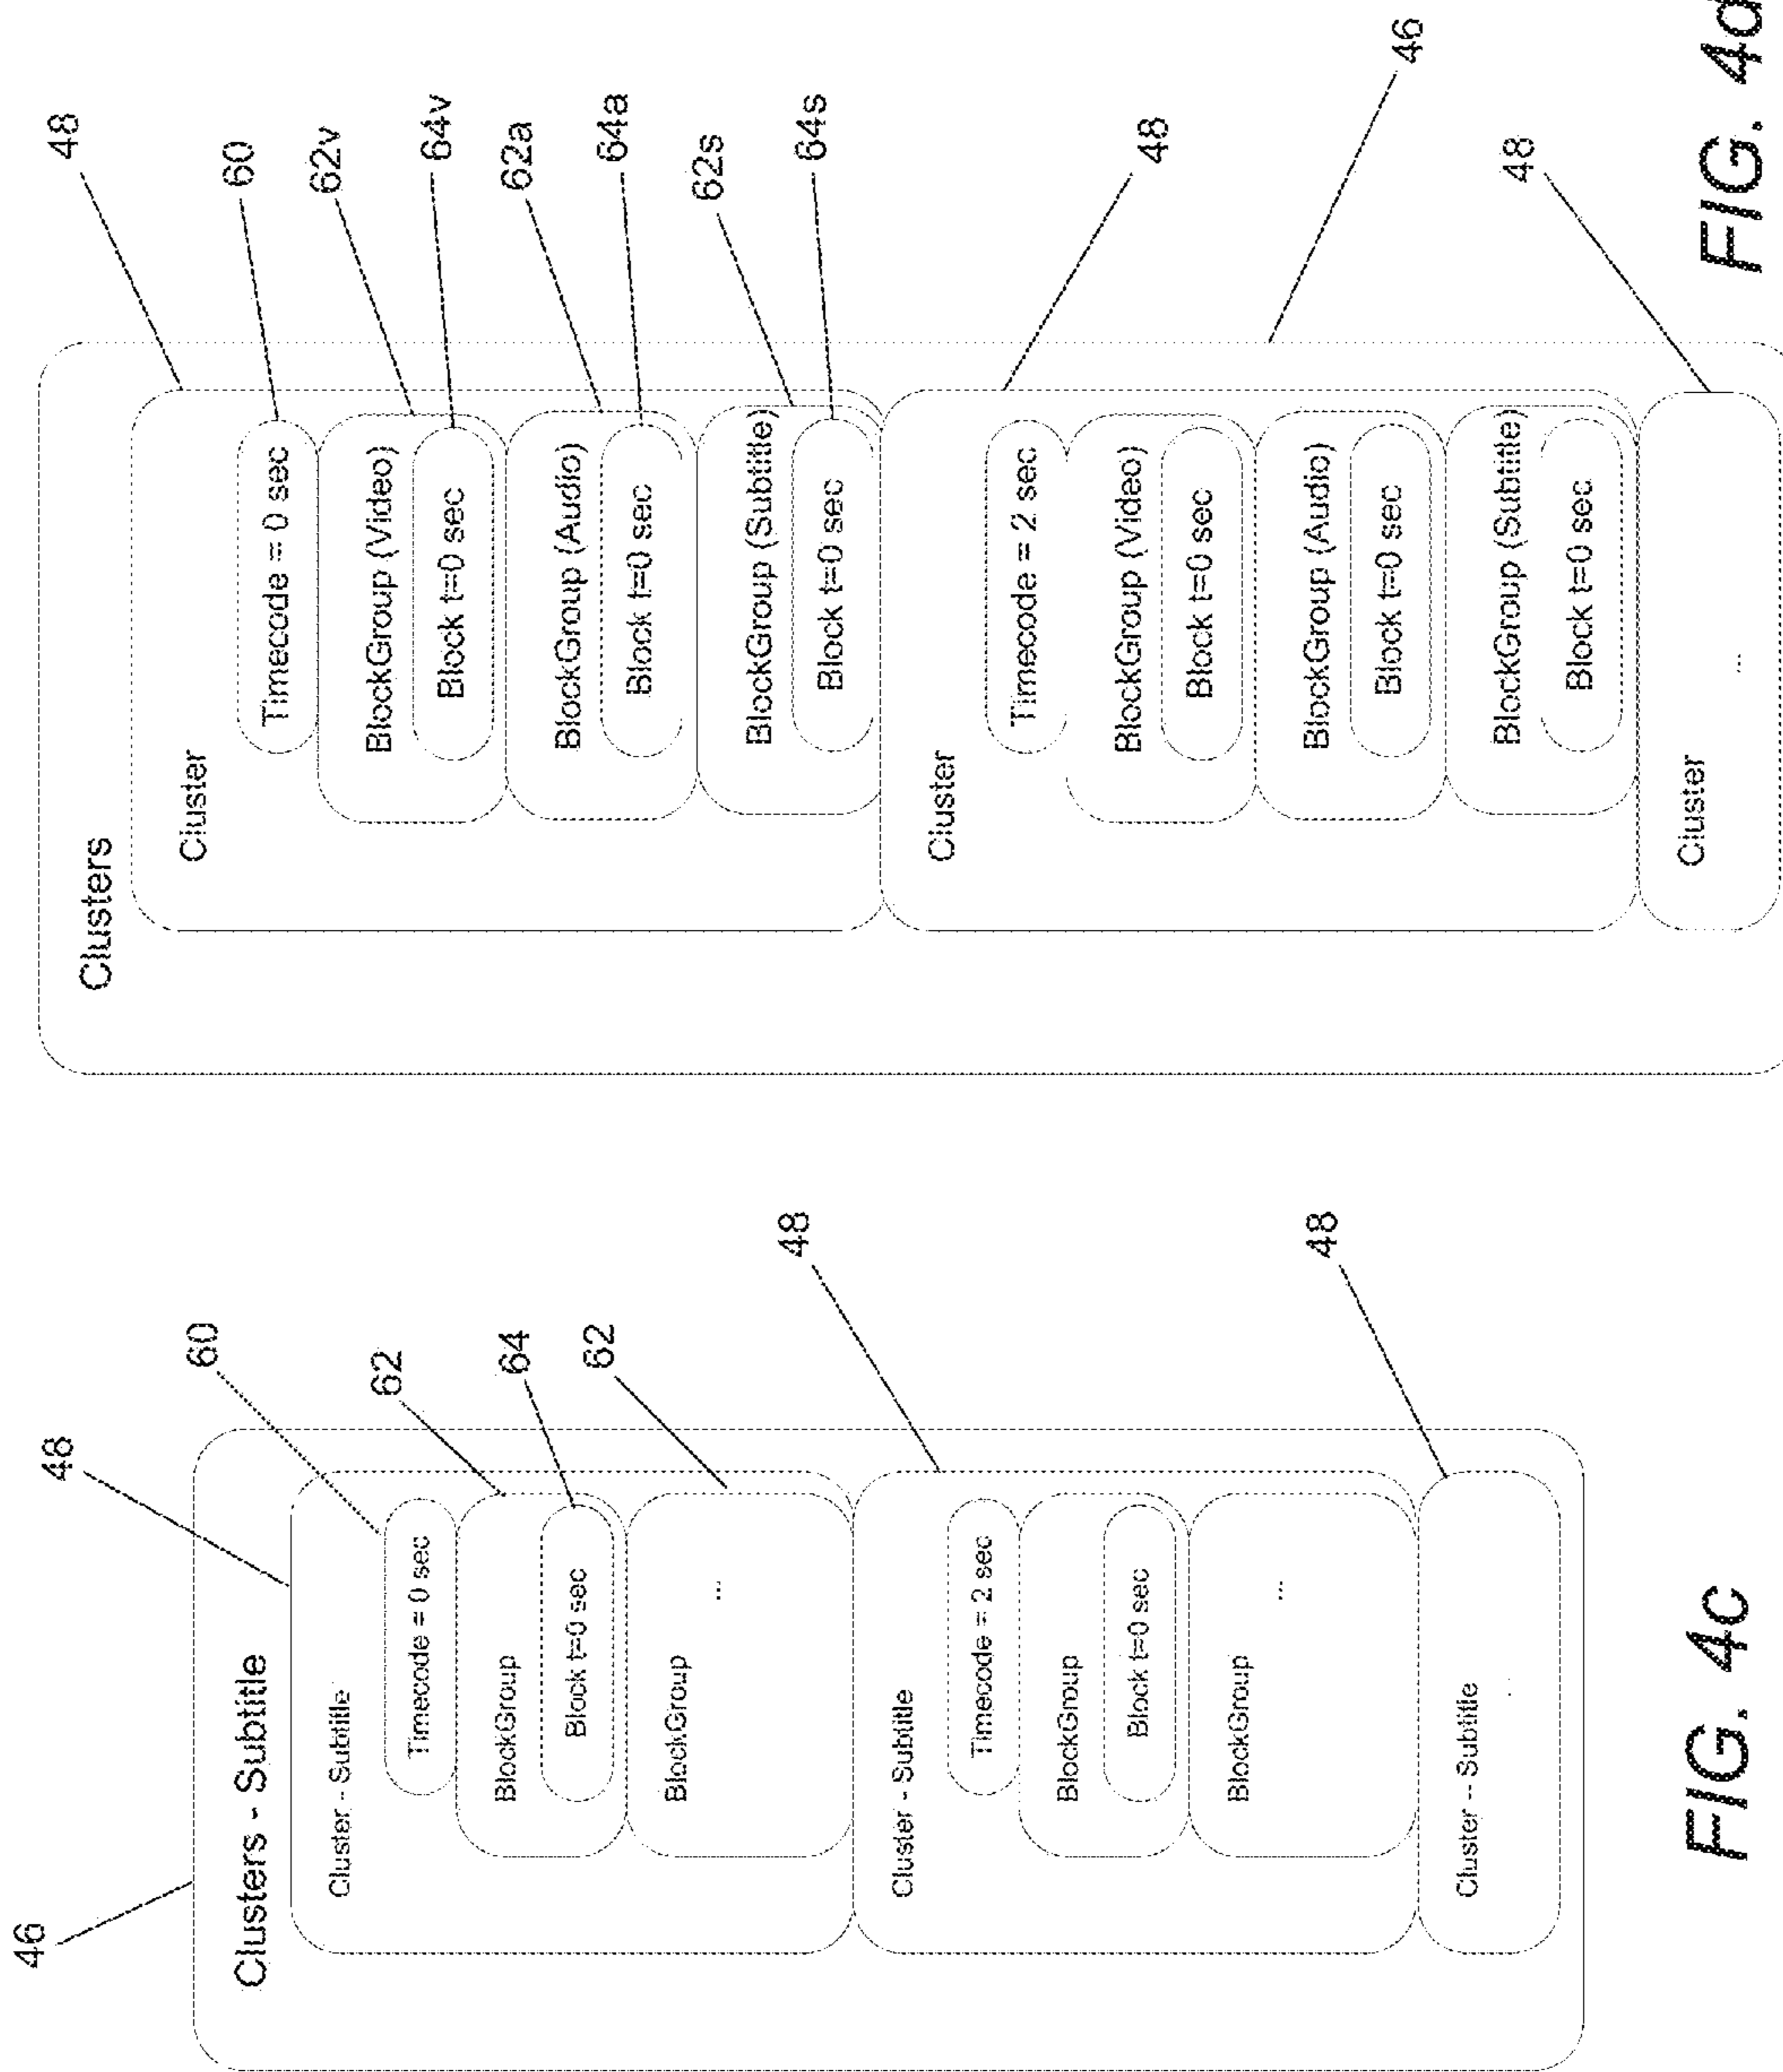 46
48
Clusters - Subtitle
60
Cluster - Subtitle
Timecode = 0 sec
62
BlockGroup
64
Block t=0 sec
62
BlockGroup
...
48
Cluster - Subtitle
Timecode = 2 sec
BlockGroup
Block t=0 sec
BlockGroup
...
48
Cluster -- Subtitle
FIG. 4c
Clusters
48
Cluster
60
Timecode = 0 sec
62v
BlockGroup (Video)
64v
Block t=0 sec
62a
BlockGroup (Audio)
64a
Block t=0 sec
62s
BlockGroup (Subtitle)
64s
Block t=0 sec
48
Cluster
Timecode = 2 sec
BlockGroup (Video)
Block t=0 sec
46
BlockGroup (Audio)
Block t=0 sec
BlockGroup (Subtitle)
Block t=0 sec
48
Cluster
...
FIG. 4d